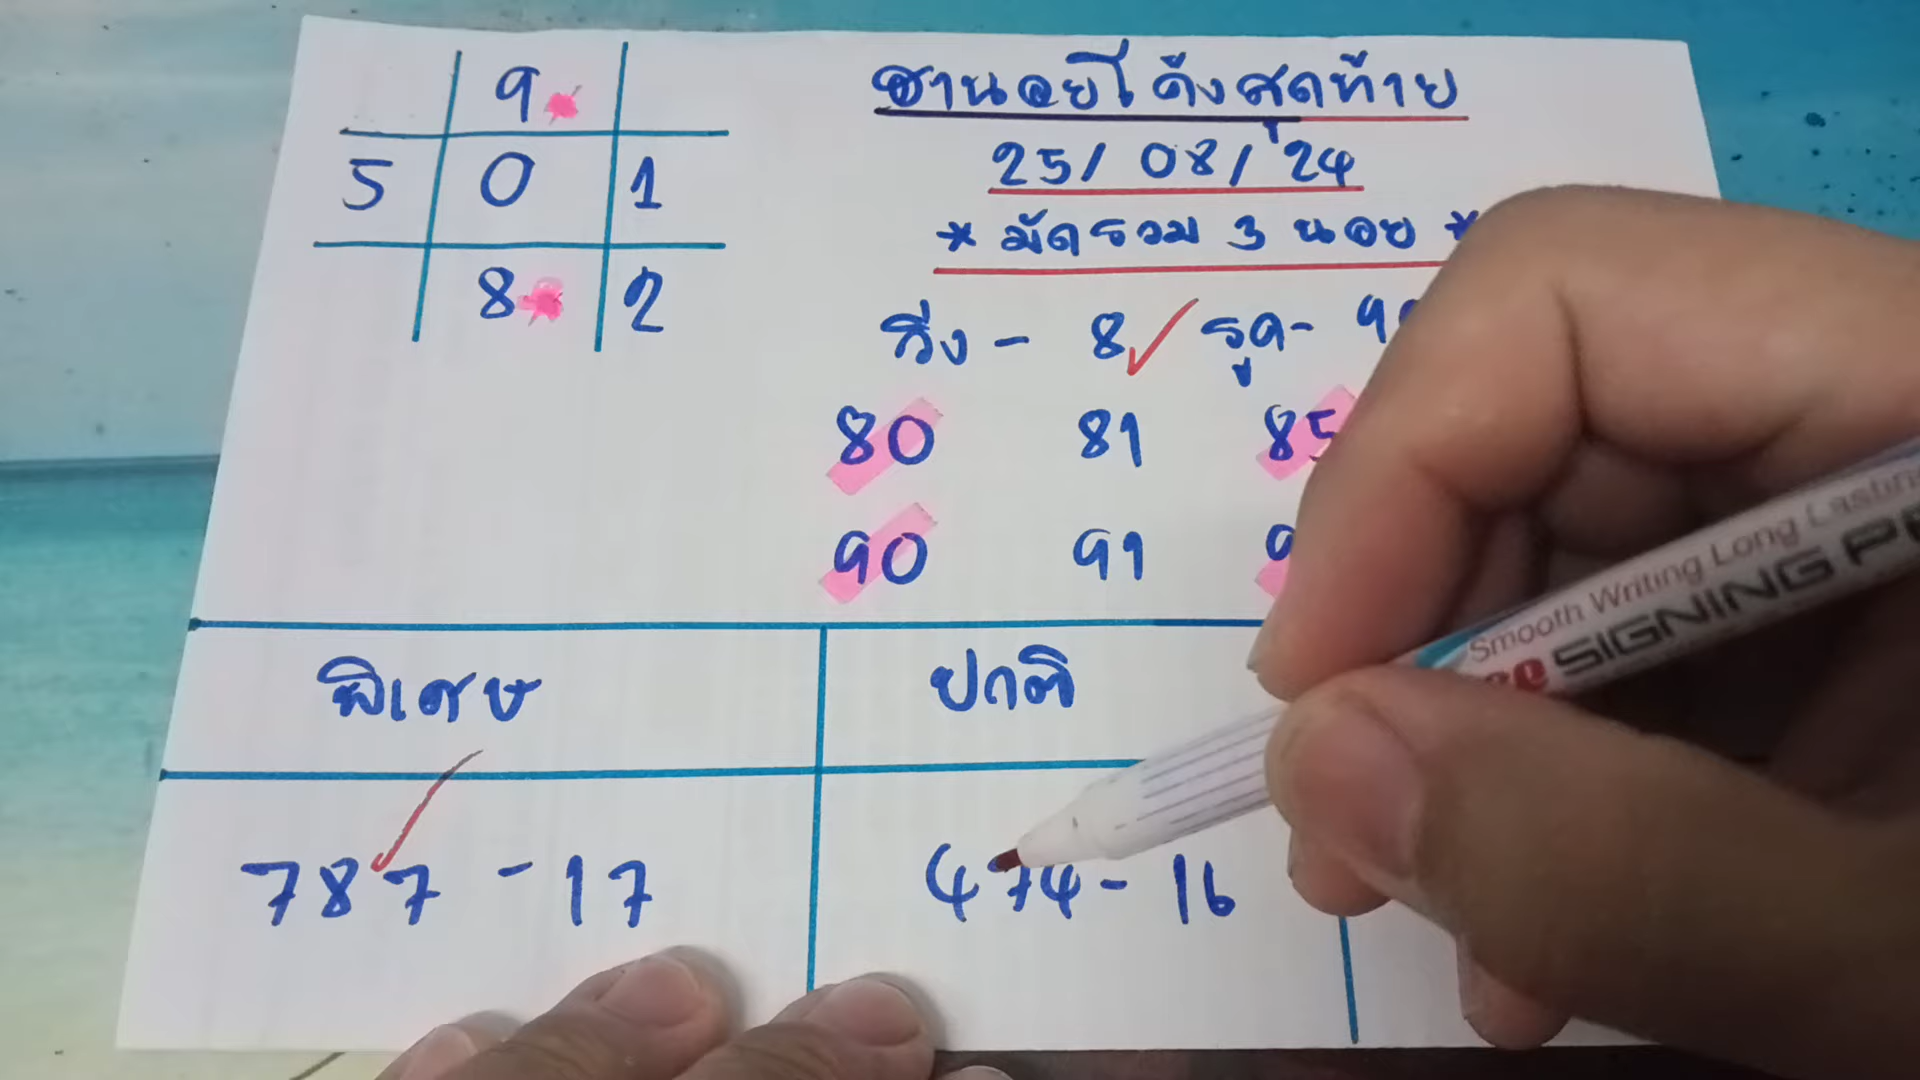 9
5 0 1
8 2
ฮานอยโค้งสุดท้าย
25/08/24
* มัดรวม 3 นอย *
วิ่ง - 8 รูด-
80 81 85
90 91
พิเศษ ปกติ
787 - 17 474 - 16
Smooth Writing Long Lasting
SIGNING